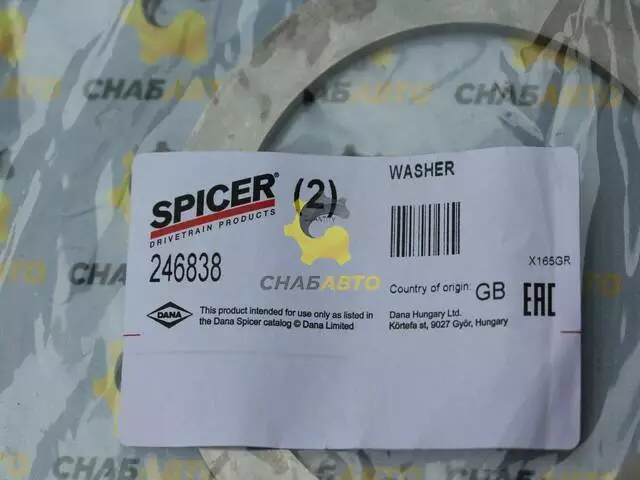 СНАБАВТО
SPICER®
DRIVETRAIN PRODUCTS
(2)
WASHER
246838
СНАБАВТО
X165GR
Country of origin: GB
EAC
DANA
This product intended for use only as listed in
the Dana Spicer catalog © Dana Limited
Dana Hungary Ltd.
Körtefa st, 9027 Győr, Hungary
СНАБАВТО
СНАБАВТО